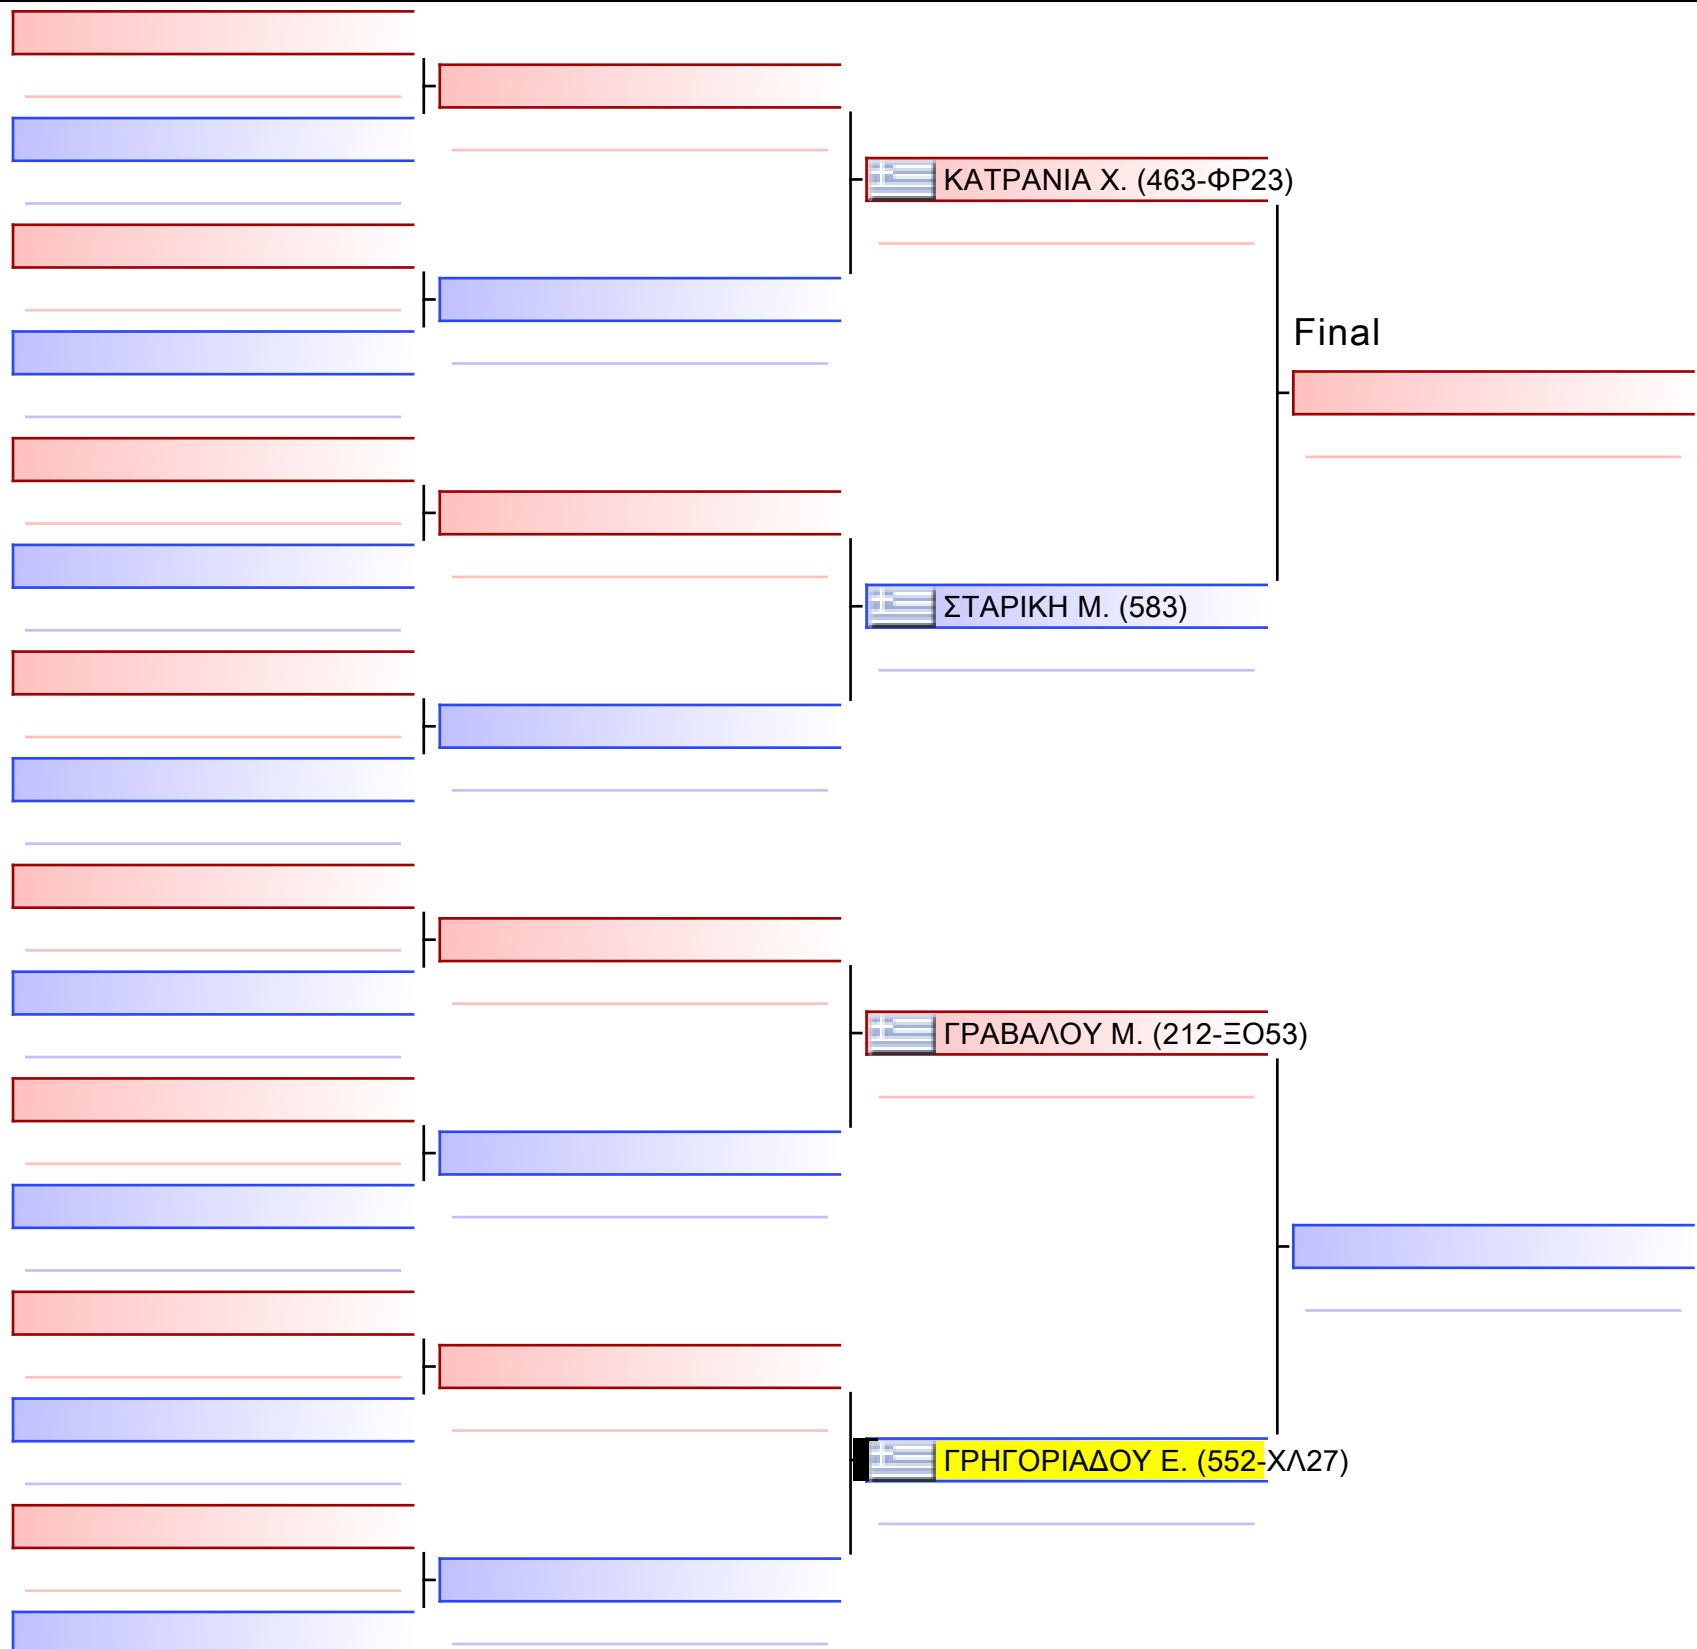 ΚΑΤΡΑΝΙΑ Χ. (463-ΦΡ23)
Final
ΣΤΑΡΙΚΗ Μ. (583)
ΓΡΑΒΑΛΟΥ Μ. (212-ΞΟ53)
ΓΡΗΓΟΡΙΑΔΟΥ Ε. (552-ΧΛ27)